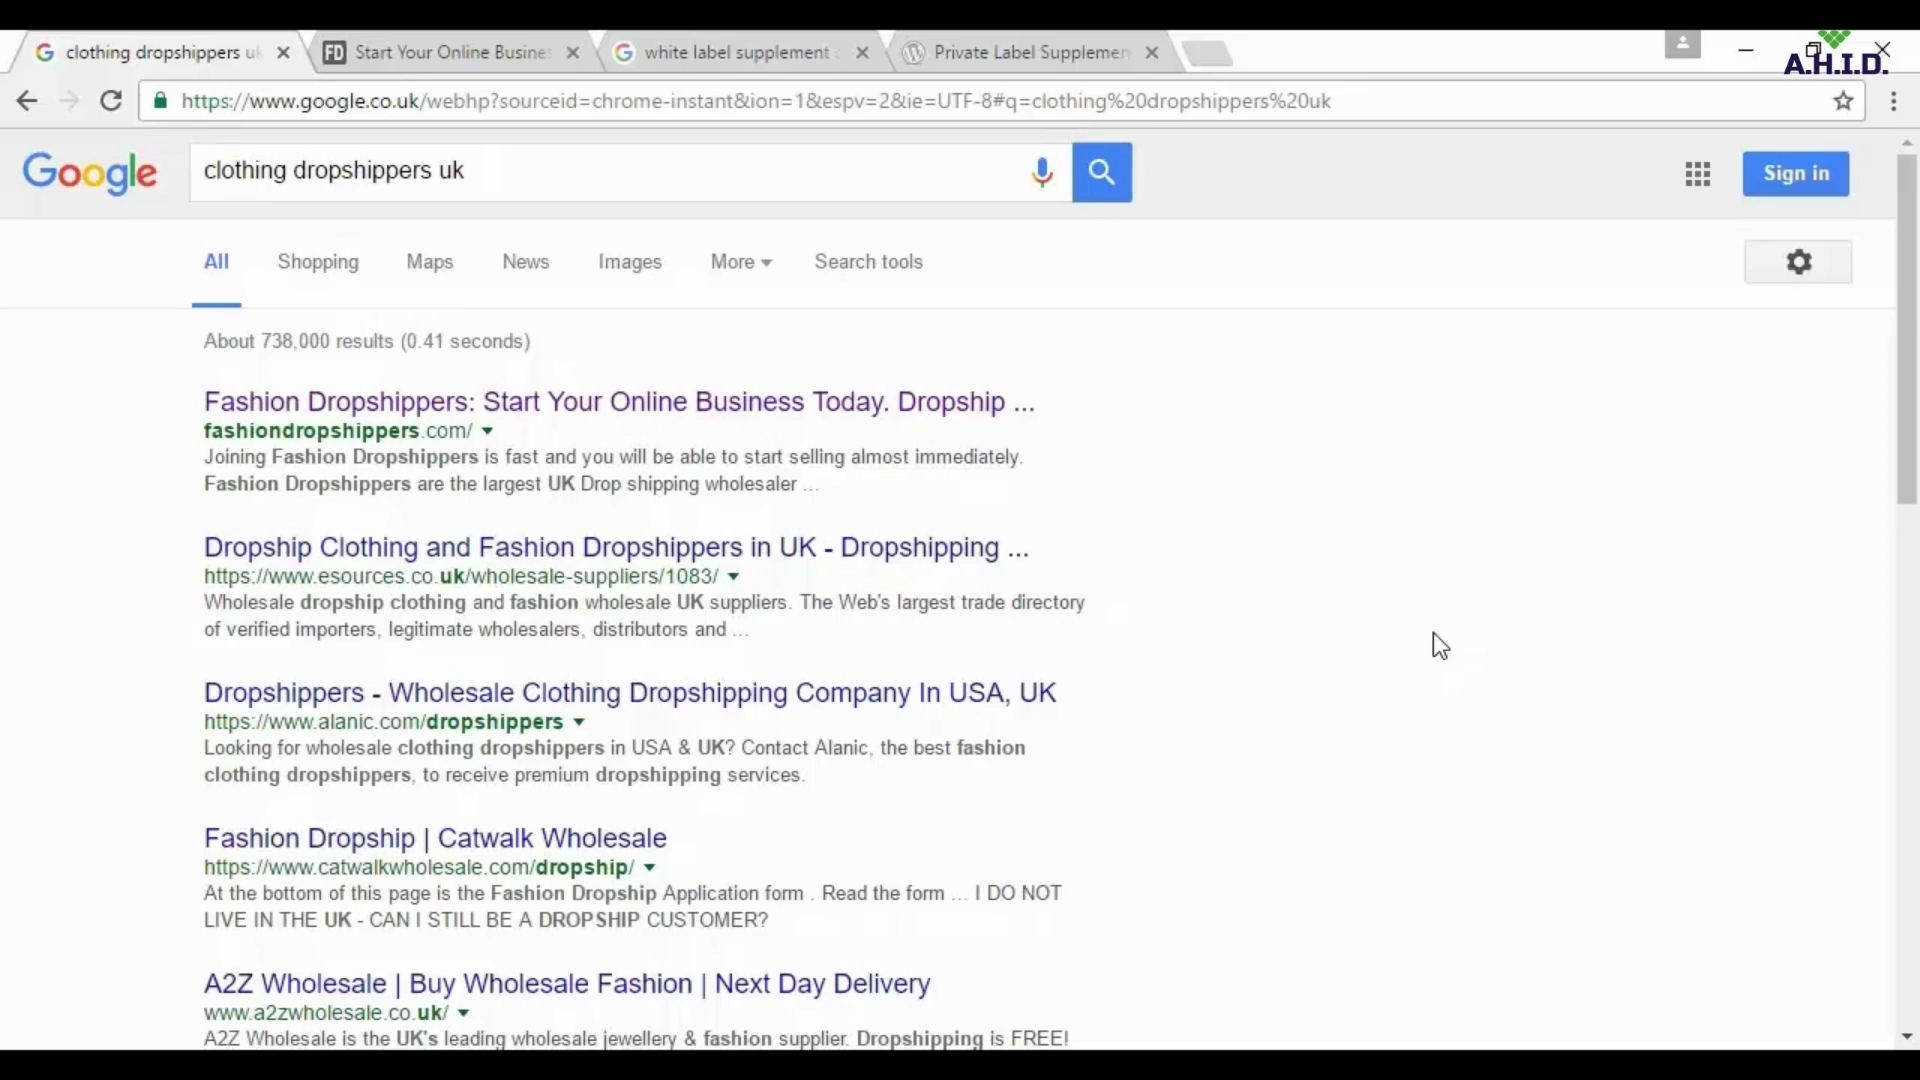 clothing dropshippers uk
FD Start Your Online Busines
white label supplement
Private Label Supplemen
A.H.I.D.
https://www.google.co.uk/webhp?sourceid=chrome-instant&ion=1&espv=2&ie=UTF-8#q=clothing%20dropshippers%20uk
Google
clothing dropshippers uk
Sign in
All
Shopping
Maps
News
Images
More
Search tools
About 738,000 results (0.41 seconds)
Fashion Dropshippers: Start Your Online Business Today. Dropship ...
fashiondropshippers.com/
Joining Fashion Dropshippers is fast and you will be able to start selling almost immediately.
Fashion Dropshippers are the largest UK Drop shipping wholesaler ...
Dropship Clothing and Fashion Dropshippers in UK - Dropshipping ...
https://www.esources.co.uk/wholesale-suppliers/1083/
Wholesale dropship clothing and fashion wholesale UK suppliers. The Web's largest trade directory
of verified importers, legitimate wholesalers, distributors and ...
Dropshippers - Wholesale Clothing Dropshipping Company In USA, UK
https://www.alanic.com/dropshippers
Looking for wholesale clothing dropshippers in USA & UK? Contact Alanic, the best fashion
clothing dropshippers, to receive premium dropshipping services.
Fashion Dropship | Catwalk Wholesale
https://www.catwalkwholesale.com/dropship/
At the bottom of this page is the Fashion Dropship Application form . Read the form ... I DO NOT
LIVE IN THE UK - CAN I STILL BE A DROPSHIP CUSTOMER?
A2Z Wholesale | Buy Wholesale Fashion | Next Day Delivery
www.a2zwholesale.co.uk/
A2Z Wholesale is the UK's leading wholesale jewellery & fashion supplier. Dropshipping is FREE!